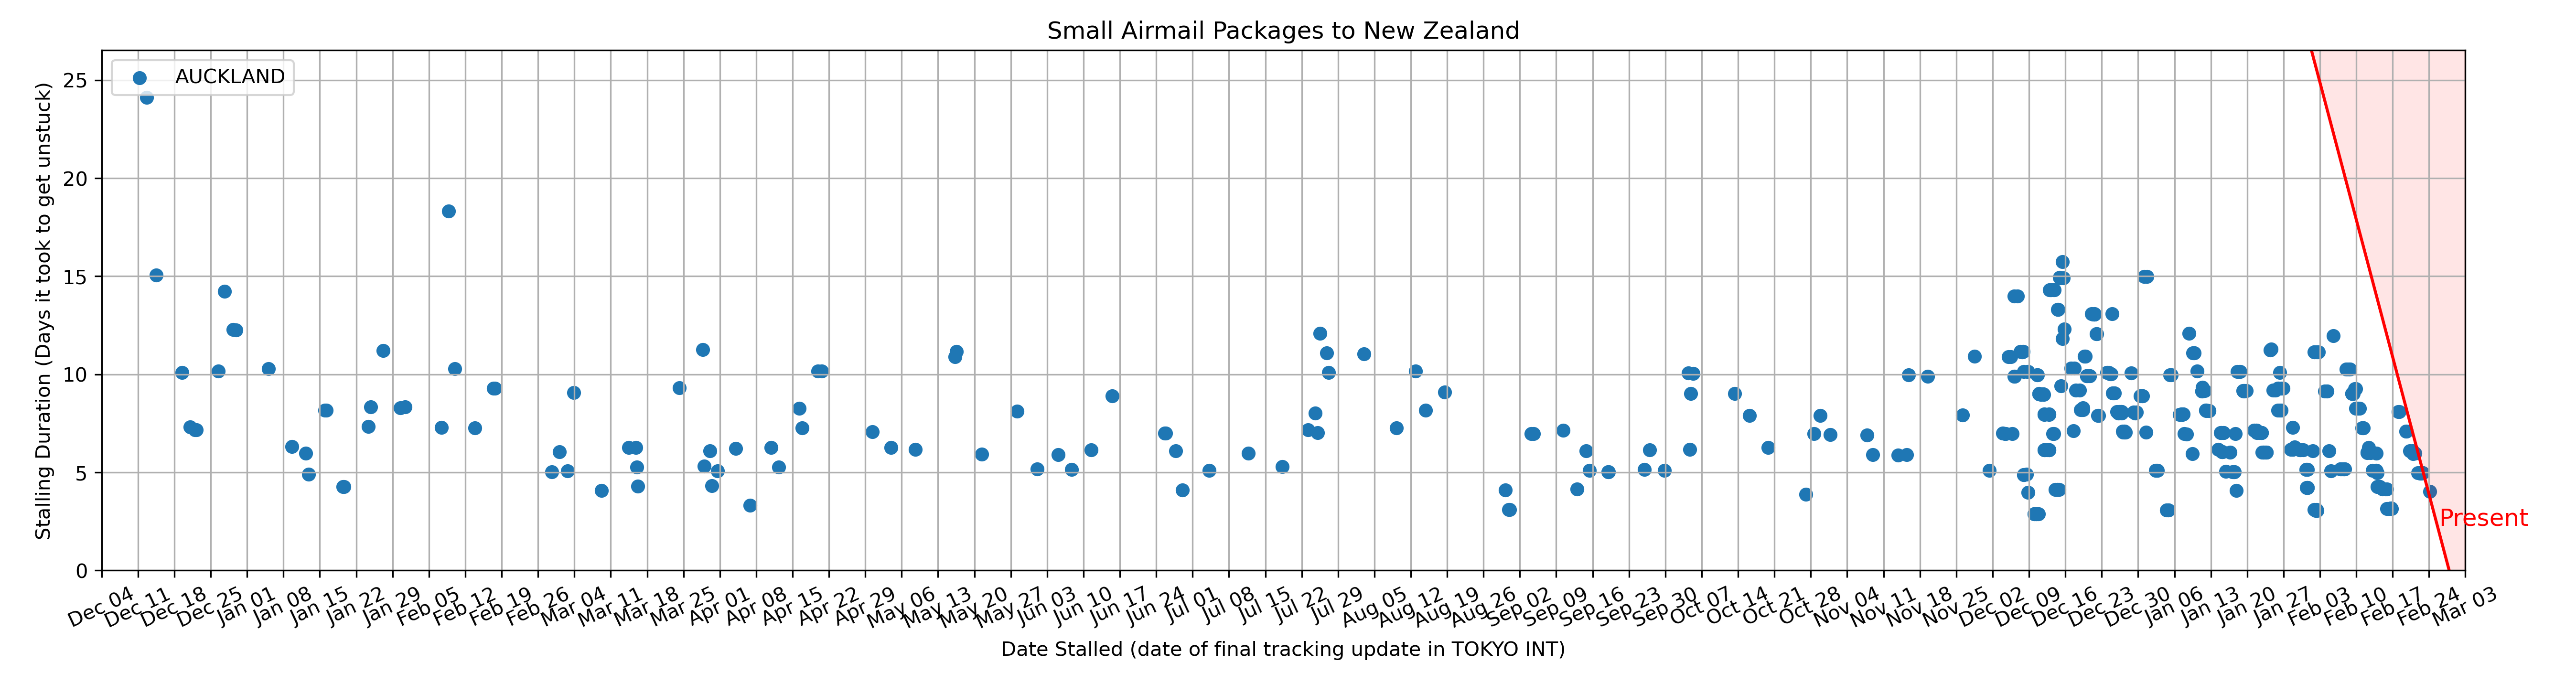 Small Airmail Packages to New Zealand
AUCKLAND
Stalling Duration (Days it took to get unstuck)
25
20
15
10
5
0
Present
Dec 04 Dec 11 Dec 18 Dec 25 Jan 01 Jan 08 Jan 15 Jan 22 Jan 29 Feb 05 Feb 12 Feb 19 Feb 26 Mar 04 Mar 11 Mar 18 Mar 25 Apr 01 Apr 08 Apr 15 Apr 22 Apr 29 May 06 May 13 May 20 May 27 Jun 03 Jun 10 Jun 17 Jun 24 Jul 01 Jul 08 Jul 15 Jul 22 Jul 29 Aug 05 Aug 12 Aug 19 Aug 26 Sep 02 Sep 09 Sep 16 Sep 23 Sep 30 Oct 07 Oct 14 Oct 21 Oct 28 Nov 04 Nov 11 Nov 18 Nov 25 Dec 02 Dec 09 Dec 16 Dec 23 Dec 30 Jan 06 Jan 13 Jan 20 Jan 27 Feb 03 Feb 10 Feb 17 Feb 24 Mar 03
Date Stalled (date of final tracking update in TOKYO INT)